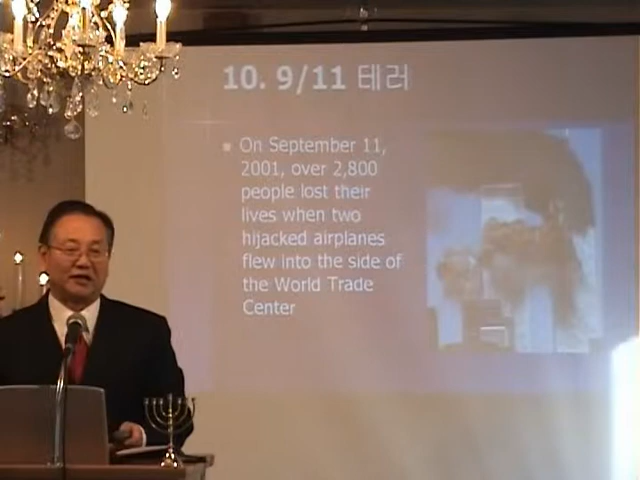 10. 9/11 테러
On September 11,
2001, over 2,800
people lost their
lives when two
hijacked airplanes
flew into the side of
the World Trade
Center